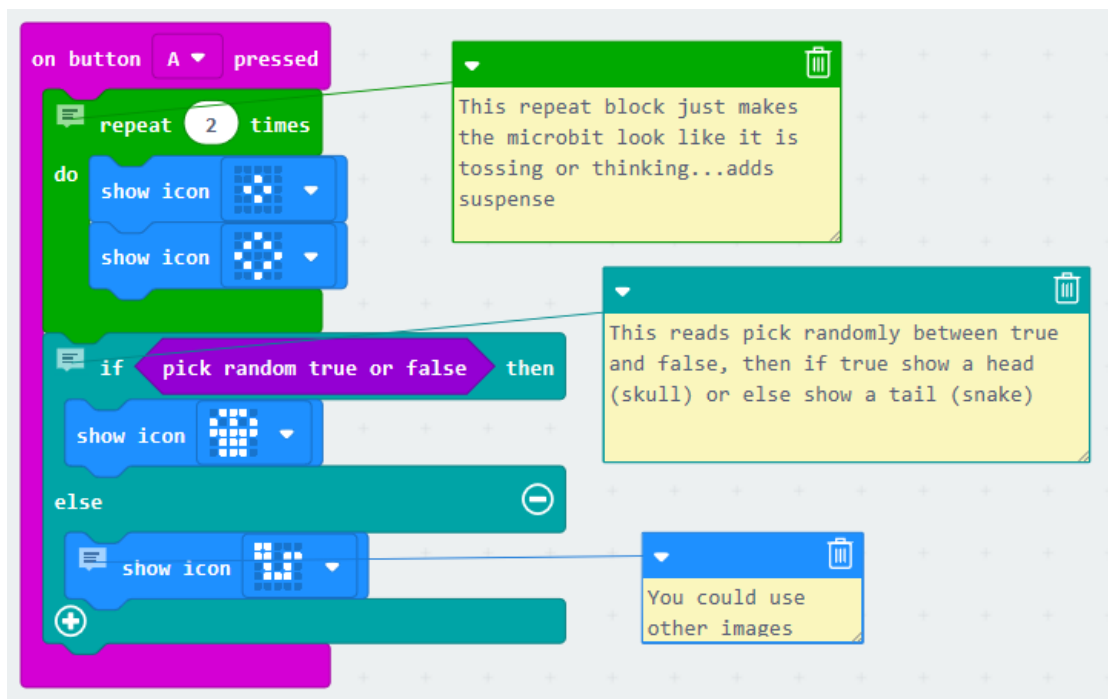 on button A pressed
repeat 2 times
do
show icon
show icon
if pick random true or false then
show icon
else
show icon
This repeat block just makes
the microbit look like it is
tossing or thinking...adds
suspense
This reads pick randomly between true
and false, then if true show a head
(skull) or else show a tail (snake)
You could use
other images